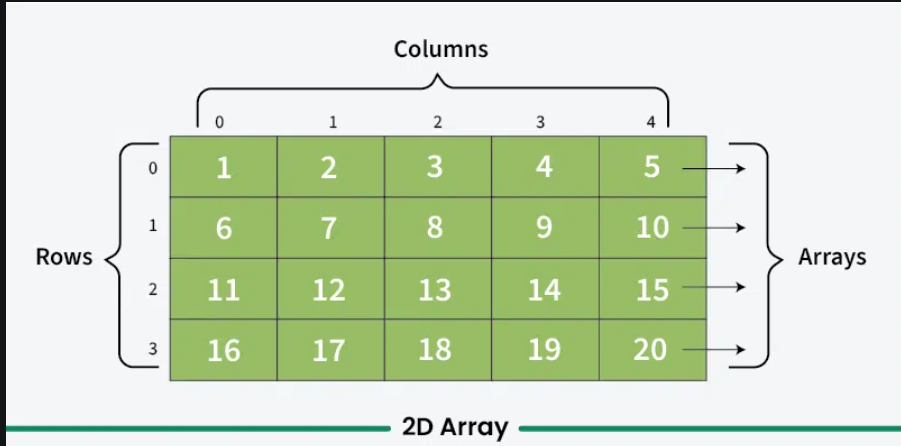 Columns
0 1 2 3 4
0 1 2 3 4 5
1 6 7 8 9 10
Rows Arrays
2 11 12 13 14 15
3 16 17 18 19 20
2D Array